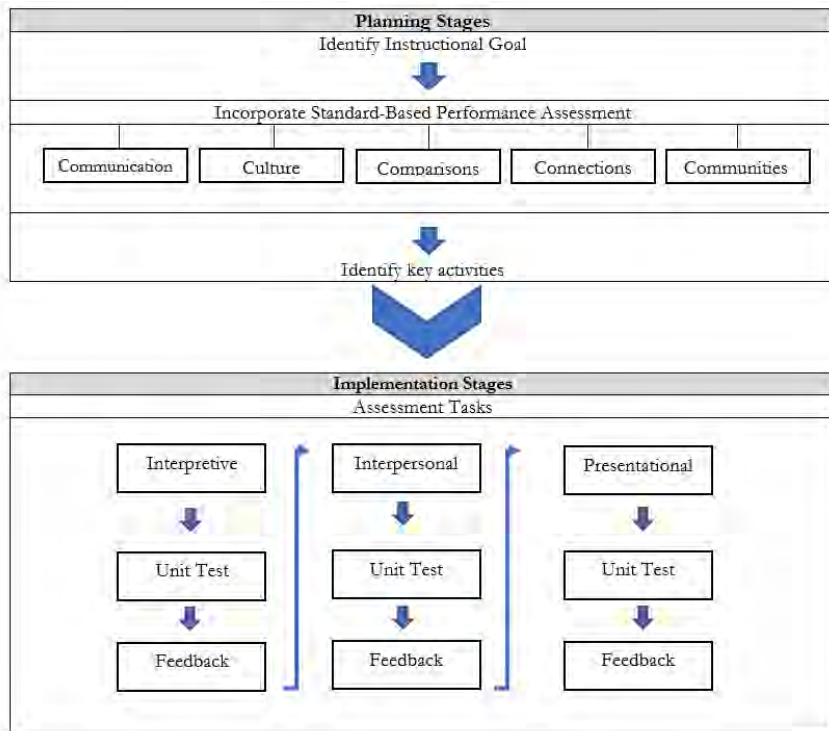 Planning Stages
Identify Instructional Goal
Incorporate Standard-Based Performance Assessment
Communication
Culture
Comparisons
Connections
Communities
Identify key activities
Implementation Stages
Assessment Tasks
Interpretive
Interpersonal
Presentational
Unit Test
Unit Test
Unit Test
Feedback
Feedback
Feedback